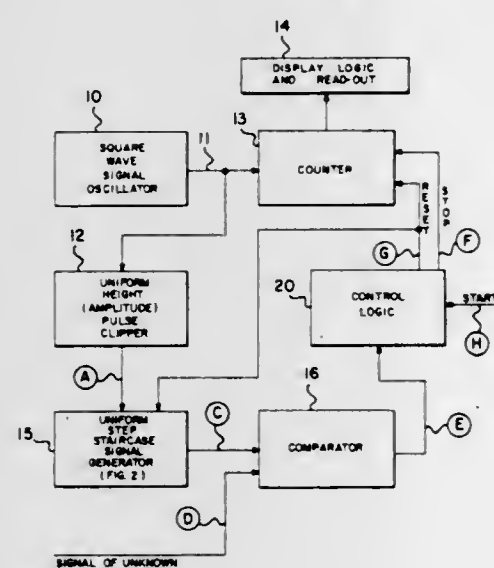 14
DISPLAY LOGIC
AND READ-OUT
10
SQUARE
WAVE
SIGNAL
OSCILLATOR
11
13
COUNTER
RESET
STOP
12
UNIFORM
HEIGHT
(AMPLITUDE)
PULSE
CLIPPER
G
F
20
CONTROL
LOGIC
START
H
A
15
UNIFORM
STEP
STAIRCASE
SIGNAL
GENERATOR
(FIG. 2)
C
16
COMPARATOR
E
D
SIGNAL OF UNKNOWN